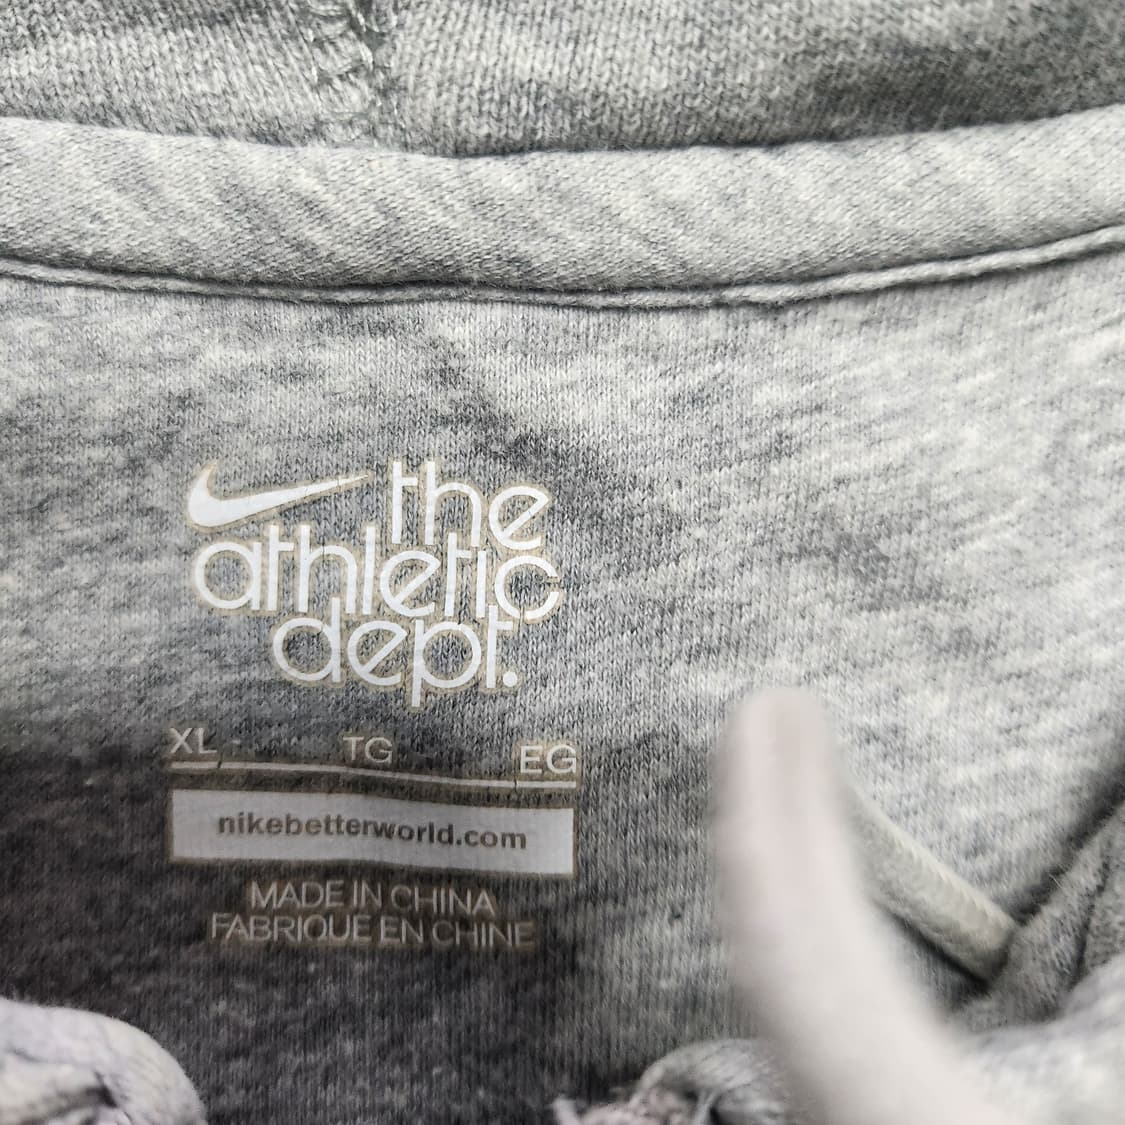 the
athletic
dept.
XL TG EG
nikebetterworld.com
MADE IN CHINA
FABRIQUE EN CHINE